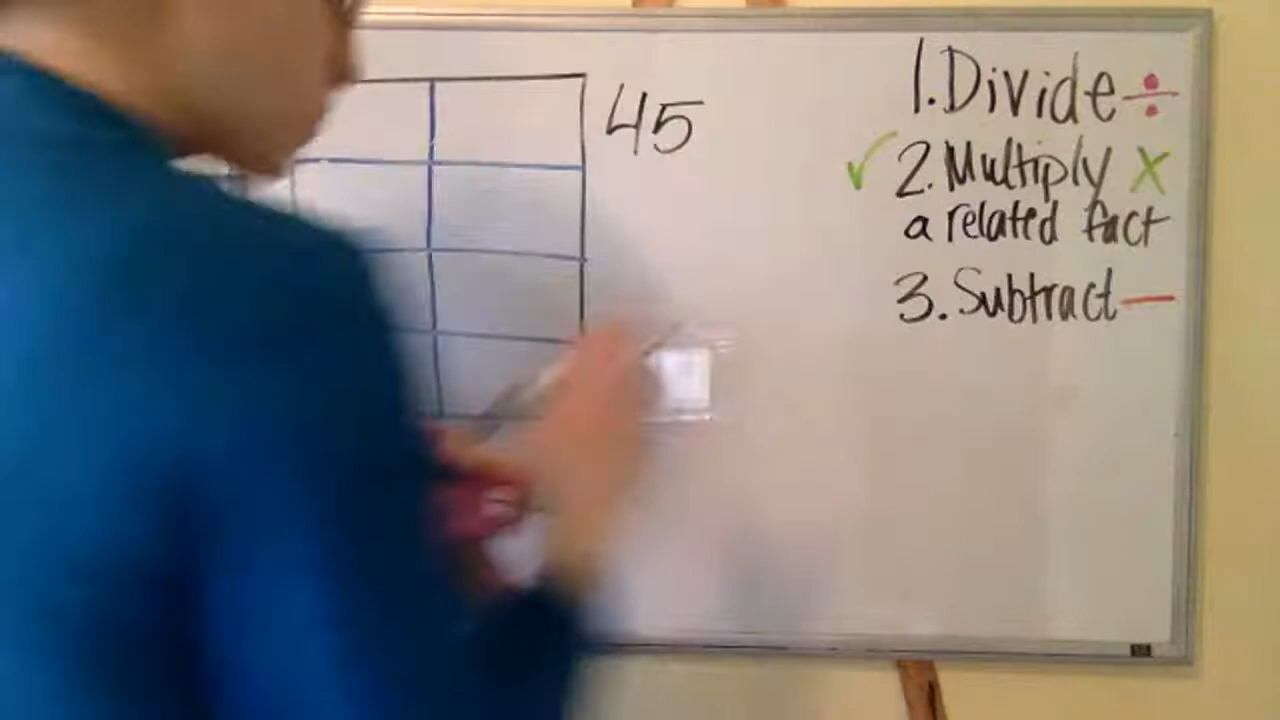 45
1. Divide ÷
✓ 2. Multiply X
a related fact
3. Subtract —